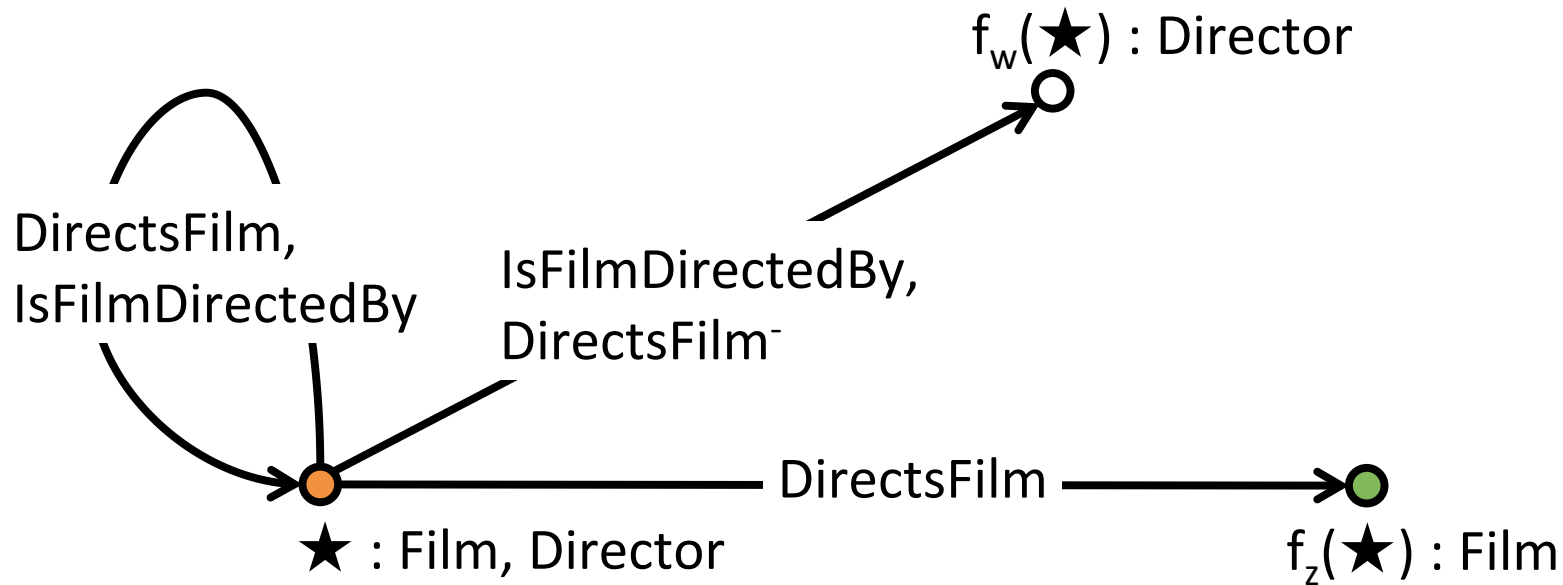 f_w(★) : Director
DirectsFilm,
IsFilmDirectedBy
IsFilmDirectedBy,
DirectsFilm⁻
DirectsFilm
★ : Film, Director
f_z(★) : Film